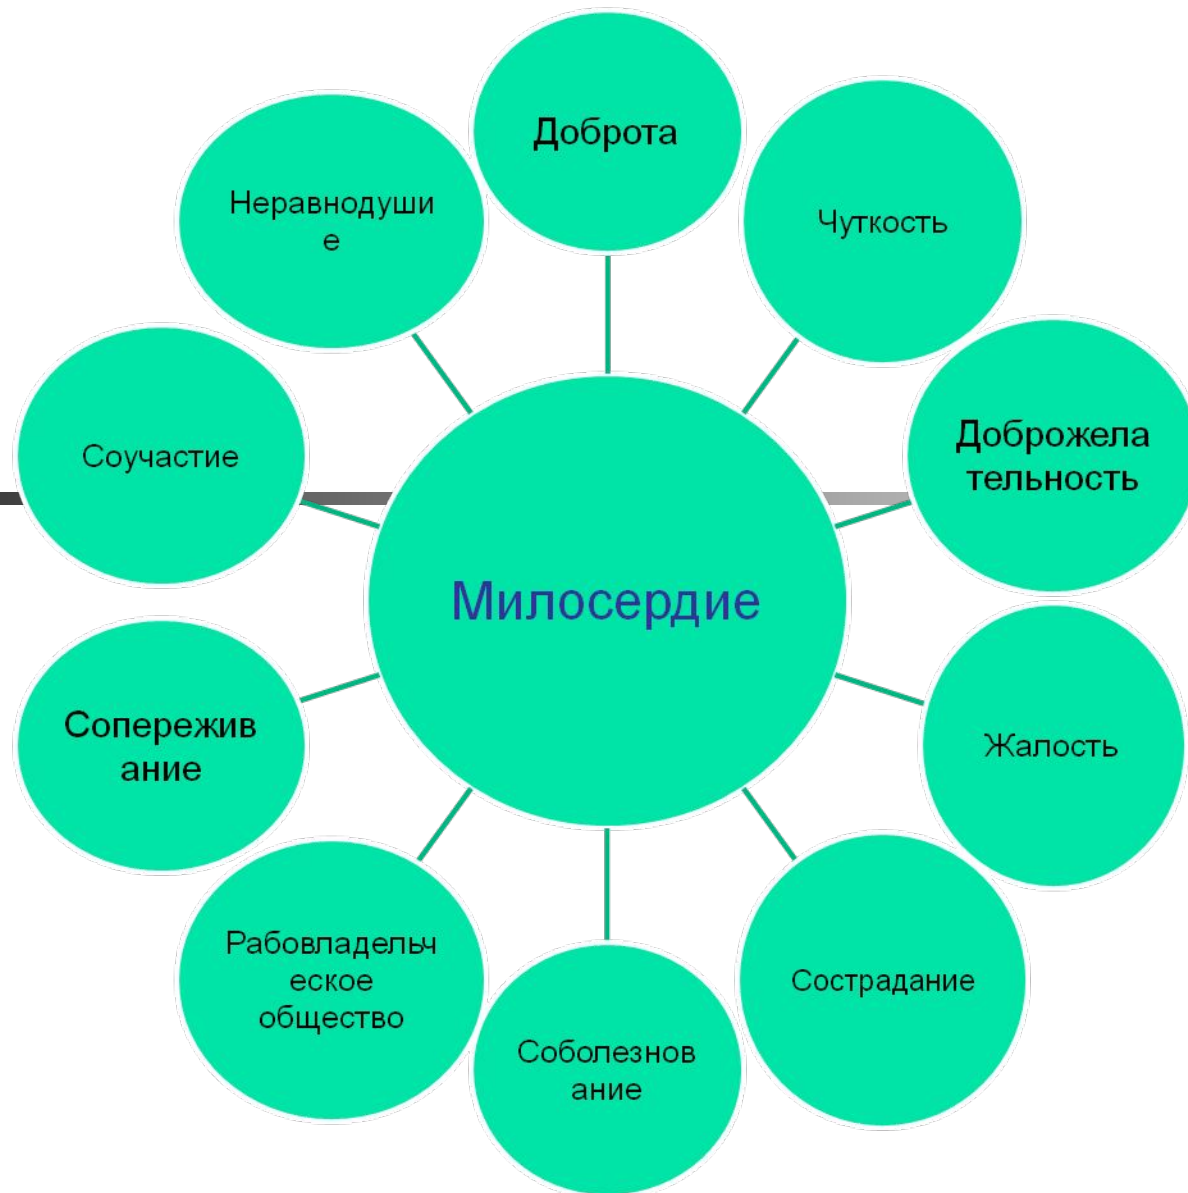 Доброта
Чуткость
Доброжела
тельность
Жалость
Сострадание
Соболезнов
ание
Рабовладельч
еское
общество
Сопережив
ание
Соучастие
Неравнодуши
е
Милосердие